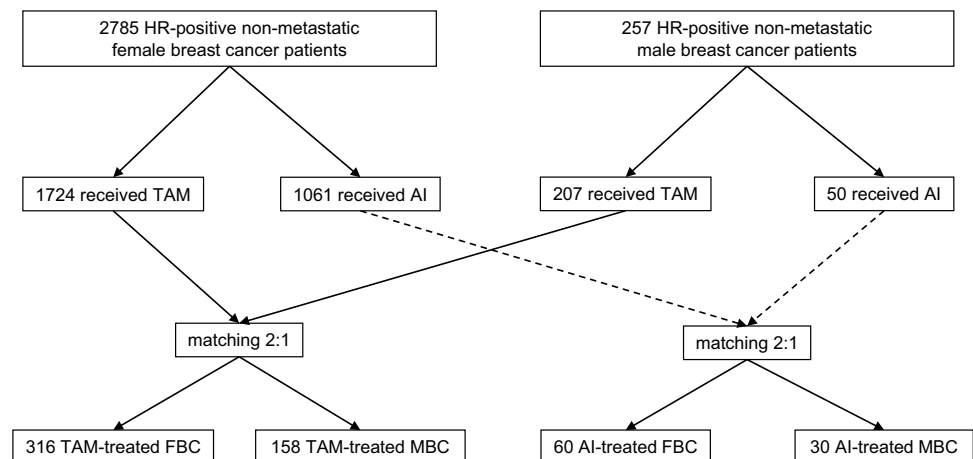 2785 HR-positive non-metastatic
female breast cancer patients
257 HR-positive non-metastatic
male breast cancer patients
1724 received TAM
1061 received AI
207 received TAM
50 received AI
matching 2:1
matching 2:1
316 TAM-treated FBC
158 TAM-treated MBC
60 AI-treated FBC
30 AI-treated MBC